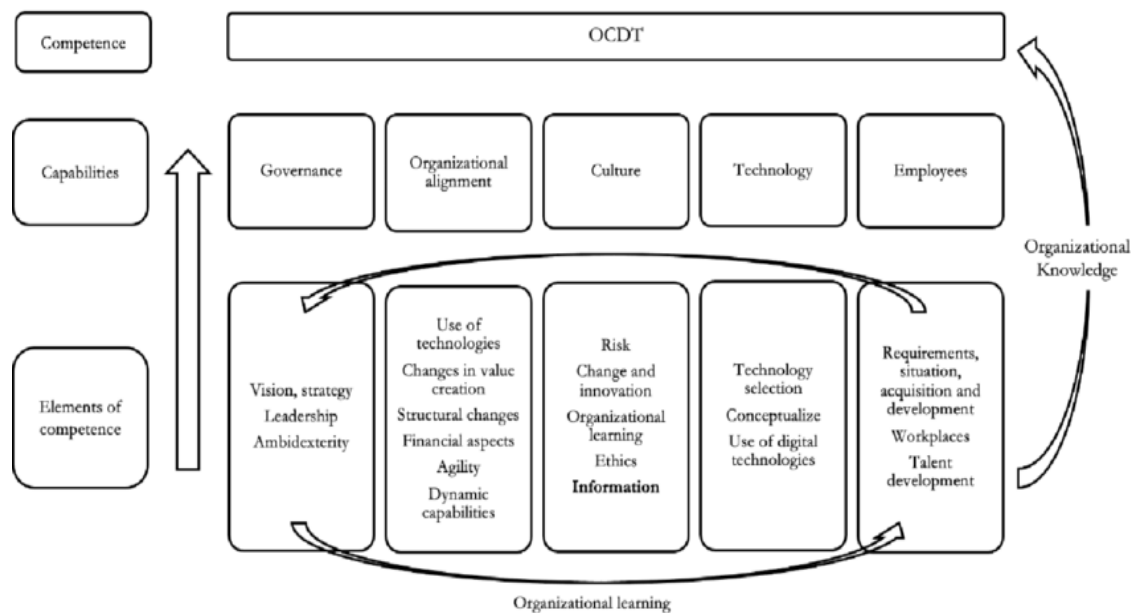 Competence
OCDT
Capabilities
Governance
Organizational
alignment
Culture
Technology
Employees
Organizational
Knowledge
Elements of
competence
Vision, strategy
Leadership
Ambidexterity
Use of
technologies
Changes in value
creation
Structural changes
Financial aspects
Agility
Dynamic
capabilities
Risk
Change and
innovation
Organizational
learning
Ethics
Information
Technology
selection
Conceptualize
Use of digital
technologies
Requirements,
situation,
acquisition and
development
Workplaces
Talent
development
Organizational learning